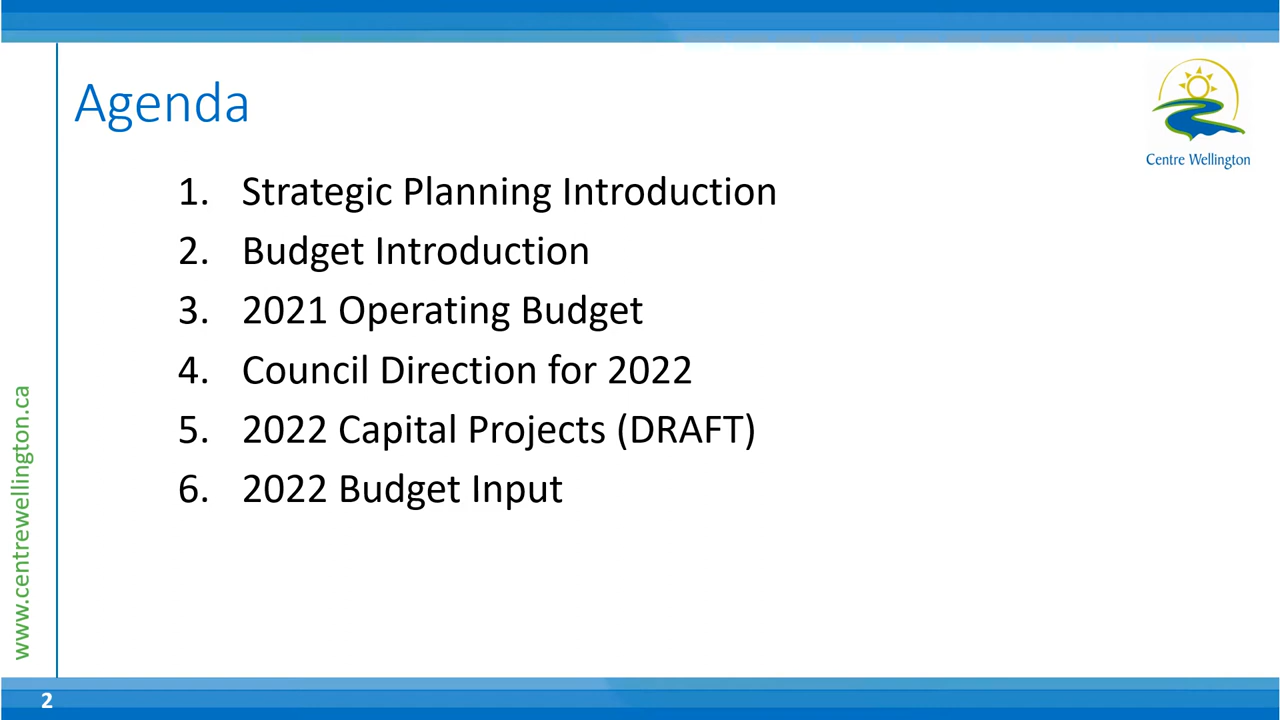 Agenda
Centre Wellington
1. Strategic Planning Introduction
2. Budget Introduction
3. 2021 Operating Budget
4. Council Direction for 2022
5. 2022 Capital Projects (DRAFT)
6. 2022 Budget Input
www.centrewellington.ca
2